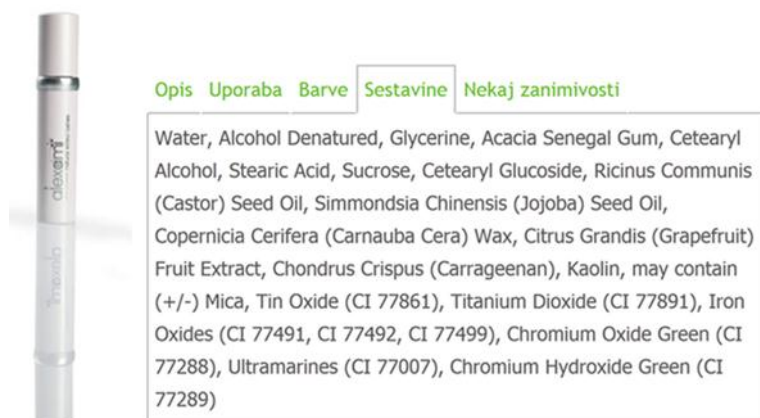 alexami
Opis Uporaba Barve Sestavine Nekaj zanimivosti
Water, Alcohol Denatured, Glycerine, Acacia Senegal Gum, Cetearyl
Alcohol, Stearic Acid, Sucrose, Cetearyl Glucoside, Ricinus Communis
(Castor) Seed Oil, Simmondsia Chinensis (Jojoba) Seed Oil,
Copernicia Cerifera (Carnauba Cera) Wax, Citrus Grandis (Grapefruit)
Fruit Extract, Chondrus Crispus (Carrageenan), Kaolin, may contain
(+/-) Mica, Tin Oxide (CI 77861), Titanium Dioxide (CI 77891), Iron
Oxides (CI 77491, CI 77492, CI 77499), Chromium Oxide Green (CI
77288), Ultramarines (CI 77007), Chromium Hydroxide Green (CI
77289)